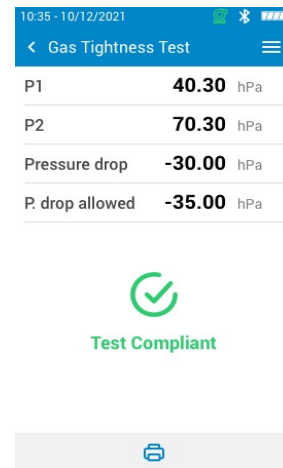 10:35 - 10/12/2021
Gas Tightness Test
P1 40.30 hPa
P2 70.30 hPa
Pressure drop -30.00 hPa
P. drop allowed -35.00 hPa
Test Compliant